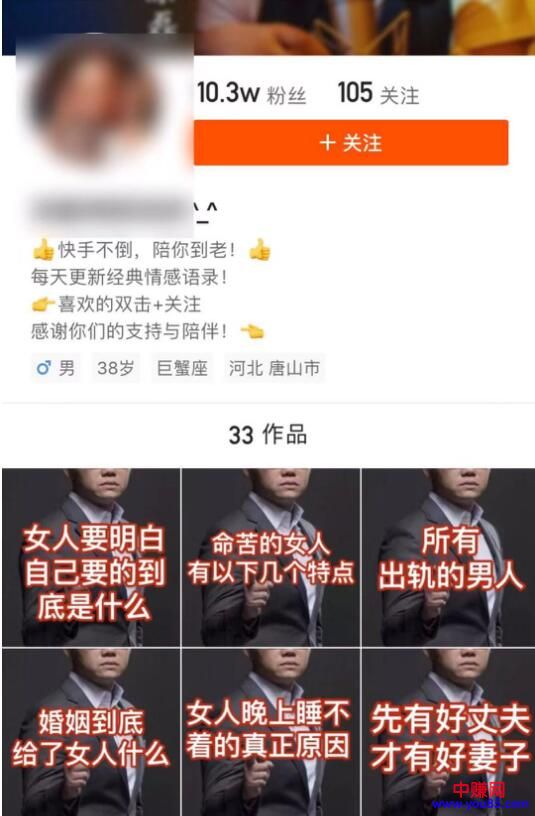 10.3w 粉丝 105 关注
+ 关注
^_^
👍快手不倒，陪你到老！👍
每天更新经典情感语录！
👉喜欢的双击+关注
感谢你们的支持与陪伴！👈
♂ 男 38岁 巨蟹座 河北 唐山市
33 作品
女人要明白
自己要的到
底是什么
命苦的女人
有以下几个特点
所有
出轨的男人
婚姻到底
给了女人什么
女人晚上睡不
着的真正原因
先有好丈夫
才有好妻子
中赚网